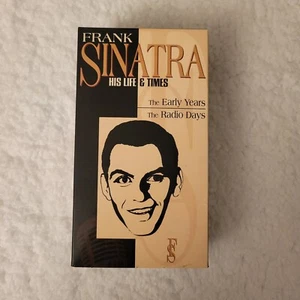 FRANK
SINATRA
HIS LIFE & TIMES
The Early Years
The Radio Days
FS